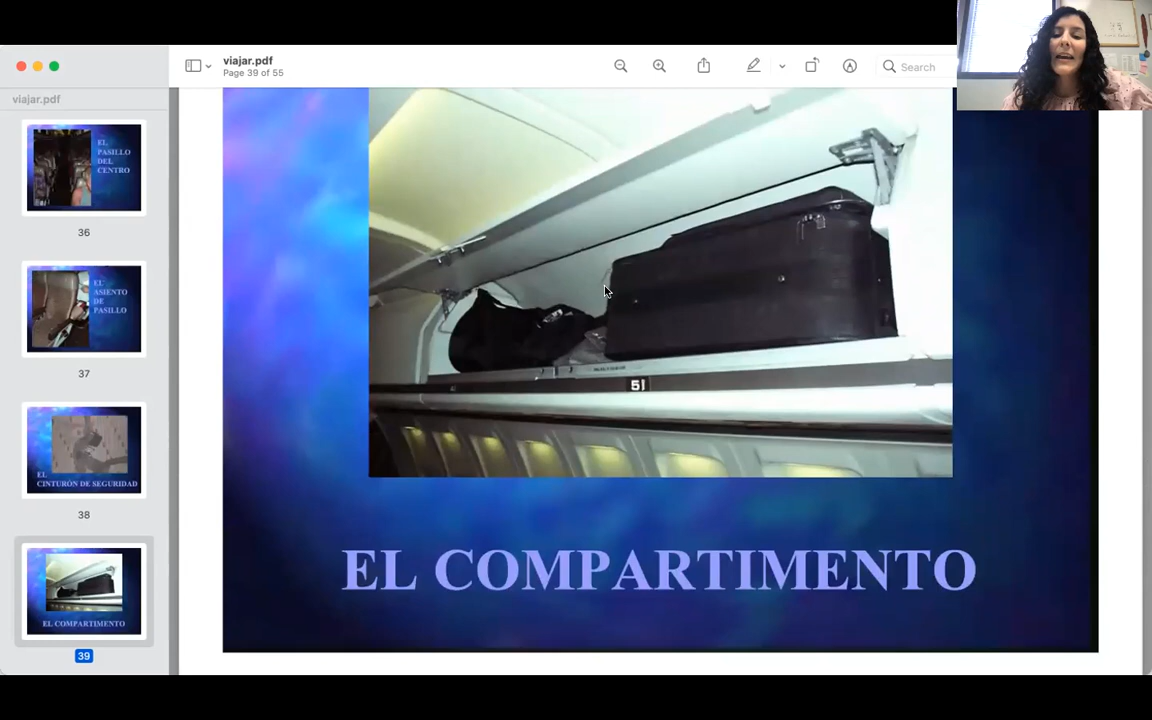 viajar.pdf
Page 39 of 55
Search
viajar.pdf
EL
PASILLO
DEL
CENTRO
36
EL
ASIENTO
DE
PASILLO
37
EL
CINTURÓN DE SEGURIDAD
38
EL COMPARTIMENTO
39
51
EL COMPARTIMENTO